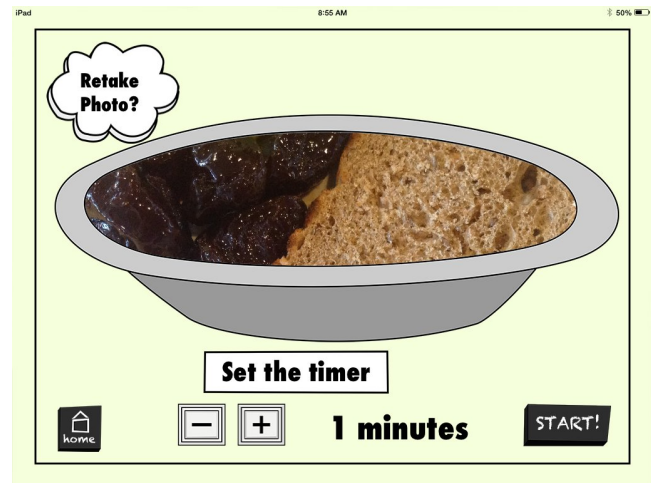 iPad 8:55 AM 50%
Retake
Photo?
Set the timer
− + 1 minutes START!
home